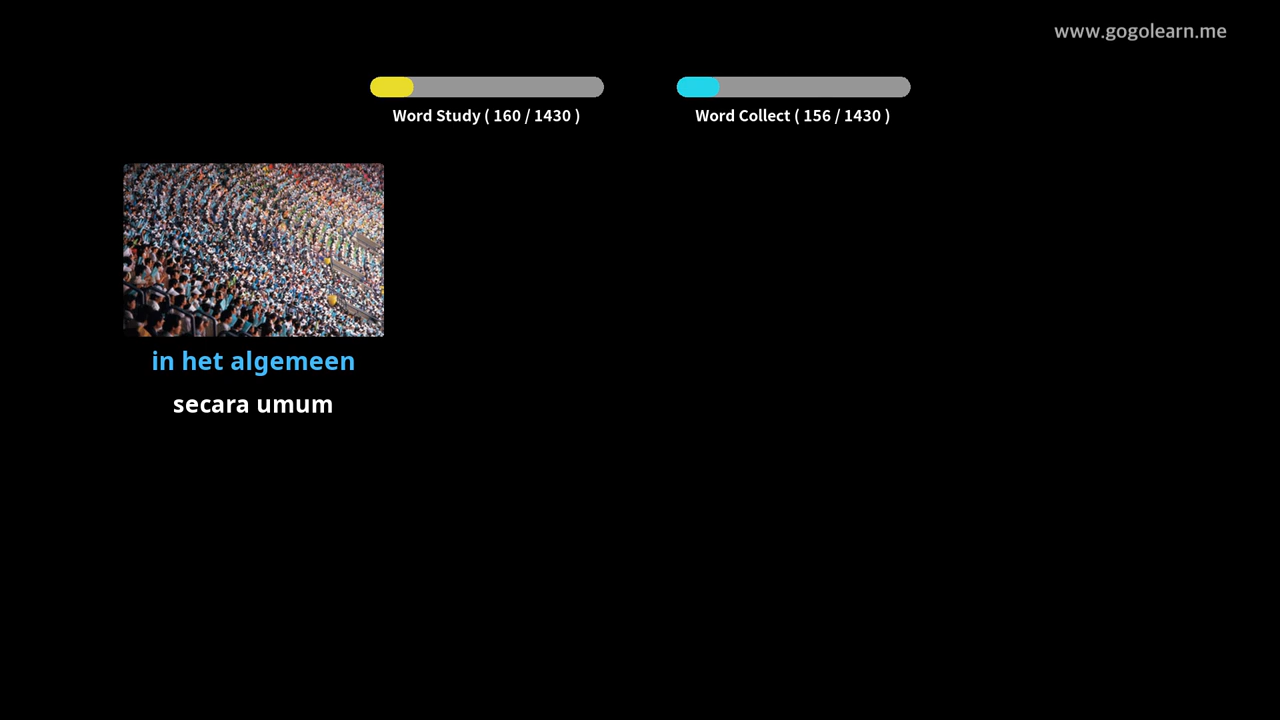 www.gogolearn.me
Word Study ( 160 / 1430 )
Word Collect ( 156 / 1430 )
in het algemeen
secara umum